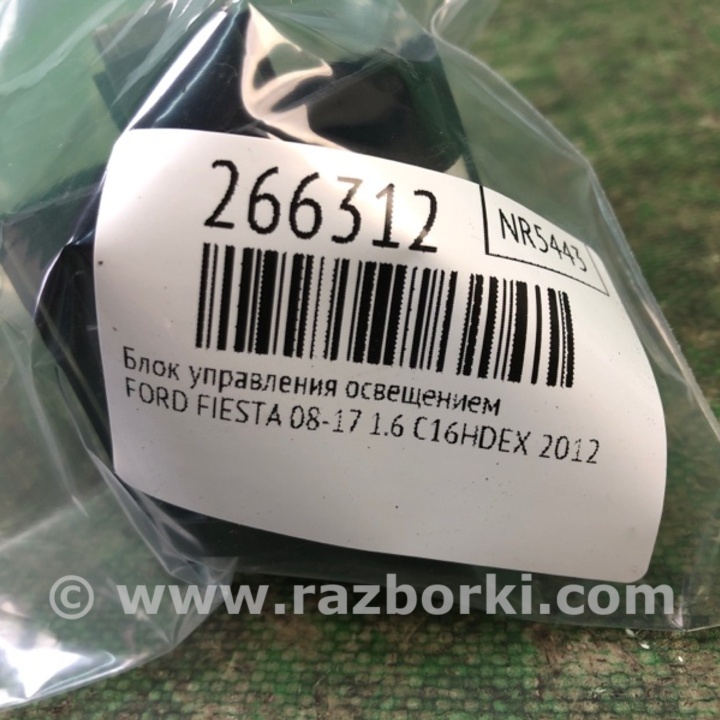 266312
NR5443
Блок управления освещением
FORD FIESTA 08-17 1.6 C16HDEX 2012
© www.razborki.com